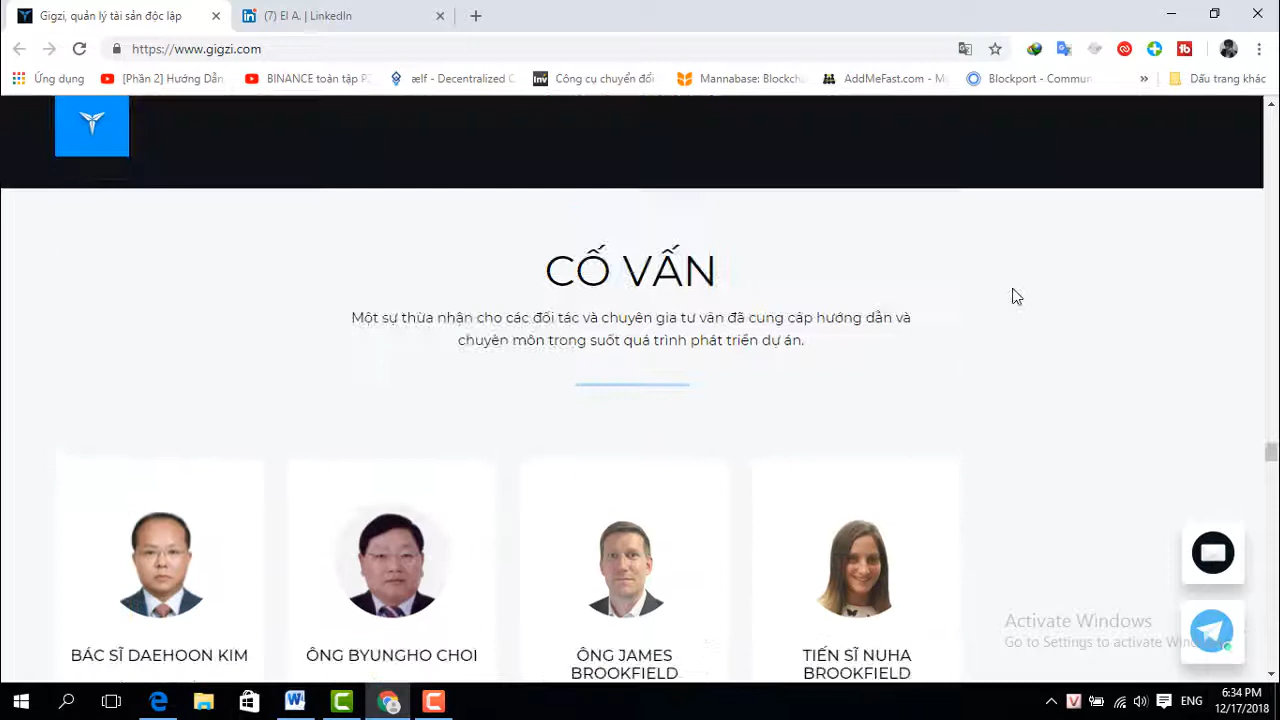 Gigzi, quản lý tài sản độc lập
(7) El A. | LinkedIn
https://www.gigzi.com
Ứng dụng
[Phần 2] Hướng Dẫn
BINANCE toàn tập P
ælf - Decentralized C
Inv
Công cụ chuyển đổi
Mannabase: Blockch
AddMeFast.com - M
Blockport - Commun
»
Dấu trang khác
CỐ VẤN
Một sự thừa nhận cho các đối tác và chuyên gia tư vấn đã cung cấp hướng dẫn và
chuyên môn trong suốt quá trình phát triển dự án.
BÁC SĨ DAEHOON KIM
ÔNG BYUNGHO CHOI
ÔNG JAMES
BROOKFIELD
TIẾN SĨ NUHA
BROOKFIELD
Activate Windows
Go to Settings to activate Win
ENG
6:34 PM
12/17/2018